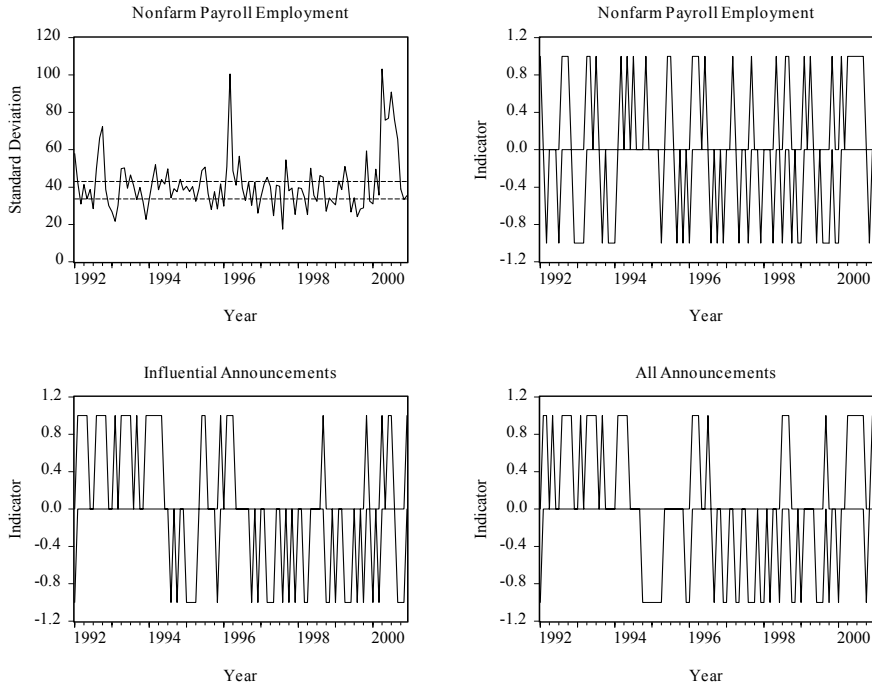 Nonfarm Payroll Employment
120
100
80
60
40
20
0
Standard Deviation
1992 1994 1996 1998 2000
Year
Nonfarm Payroll Employment
1.2
0.8
0.4
0.0
-0.4
-0.8
-1.2
Indicator
1992 1994 1996 1998 2000
Year
Influential Announcements
1.2
0.8
0.4
0.0
-0.4
-0.8
-1.2
Indicator
1992 1994 1996 1998 2000
Year
All Announcements
1.2
0.8
0.4
0.0
-0.4
-0.8
-1.2
Indicator
1992 1994 1996 1998 2000
Year